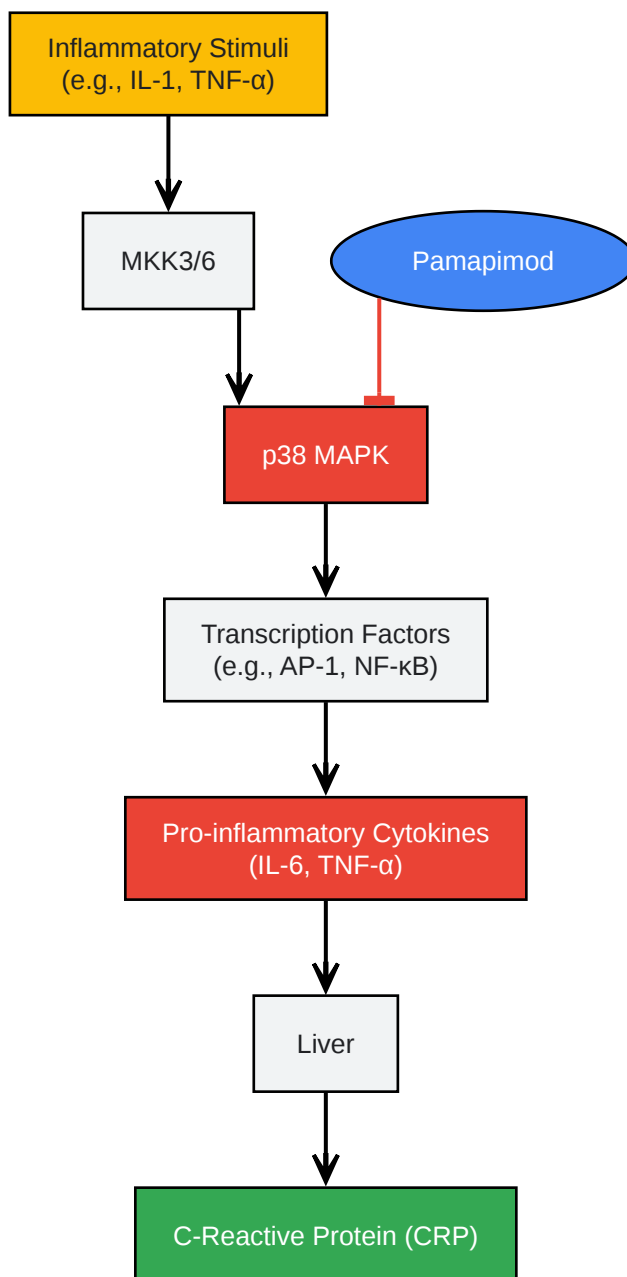 Inflammatory Stimuli
(e.g., IL-1, TNF-α)
MKK3/6
Pamapimod
p38 MAPK
Transcription Factors
(e.g., AP-1, NF-κB)
Pro-inflammatory Cytokines
(IL-6, TNF-α)
Liver
C-Reactive Protein (CRP)